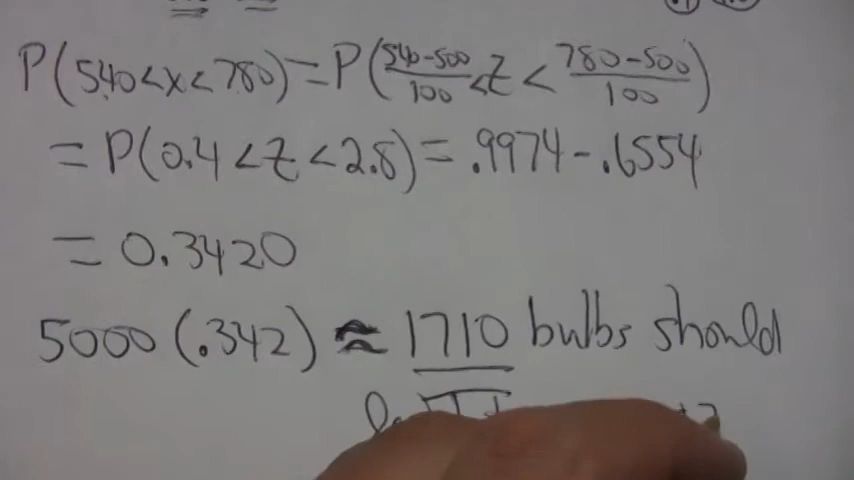 P(540<x<780)=P(540-500/100<Z<780-500/100)
=P(0.4<Z<2.8)=.9974-.6554
=0.3420
5000(.342)≈1710 bulbs should